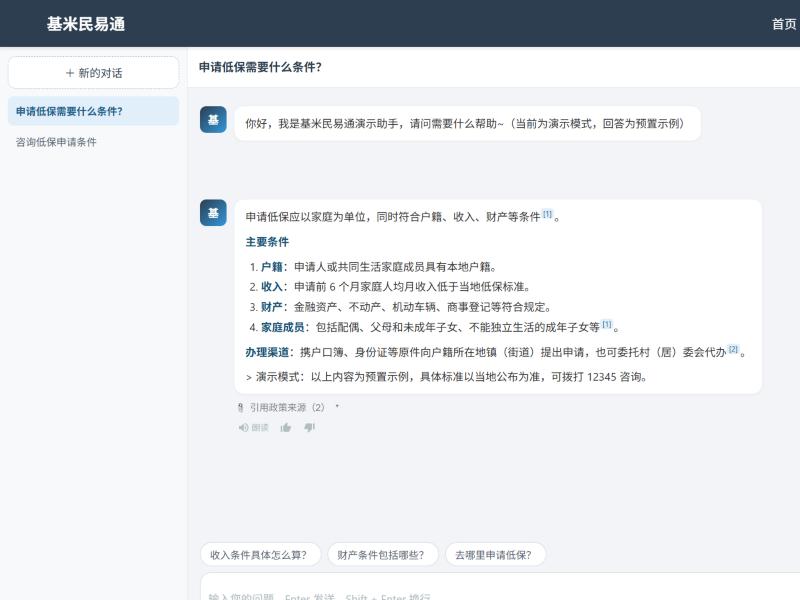 基米民易通
首页
＋ 新的对话
申请低保需要什么条件?
咨询低保申请条件
申请低保需要什么条件?
基
你好，我是基米民易通演示助手，请问需要什么帮助~（当前为演示模式，回答为预置示例）
基
申请低保应以家庭为单位，同时符合户籍、收入、财产等条件[1]。
主要条件
1. 户籍：申请人或共同生活家庭成员具有本地户籍。
2. 收入：申请前 6 个月家庭人均月收入低于当地低保标准。
3. 财产：金融资产、不动产、机动车辆、商事登记等符合规定。
4. 家庭成员：包括配偶、父母和未成年子女、不能独立生活的成年子女等[1]。
办理渠道：携户口簿、身份证等原件向户籍所在地镇（街道）提出申请，也可委托村（居）委会代办[2]。
> 演示模式：以上内容为预置示例，具体标准以当地公布为准，可拨打 12345 咨询。
引用政策来源（2）
朗读
收入条件具体怎么算?
财产条件包括哪些?
去哪里申请低保?
输入您的问题，Enter 发送，Shift + Enter 换行